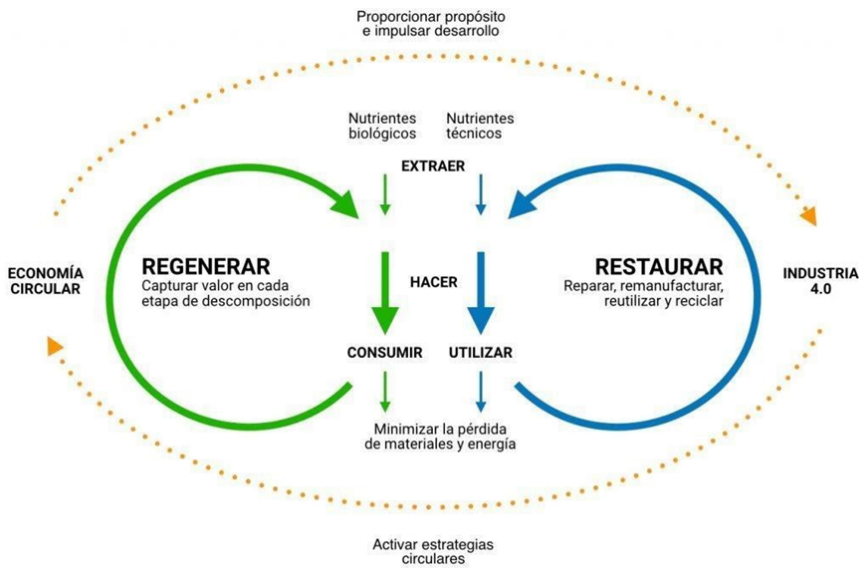 Proporcionar propósito
e impulsar desarrollo
Nutrientes
biológicos
Nutrientes
técnicos
EXTRAER
ECONOMÍA
CIRCULAR
REGENERAR
Capturar valor en cada
etapa de descomposición
HACER
RESTAURAR
Reparar, remanufacturar,
reutilizar y reciclar
INDUSTRIA
4.0
CONSUMIR
UTILIZAR
Minimizar la pérdida
de materiales y energía
Activar estrategias
circulares